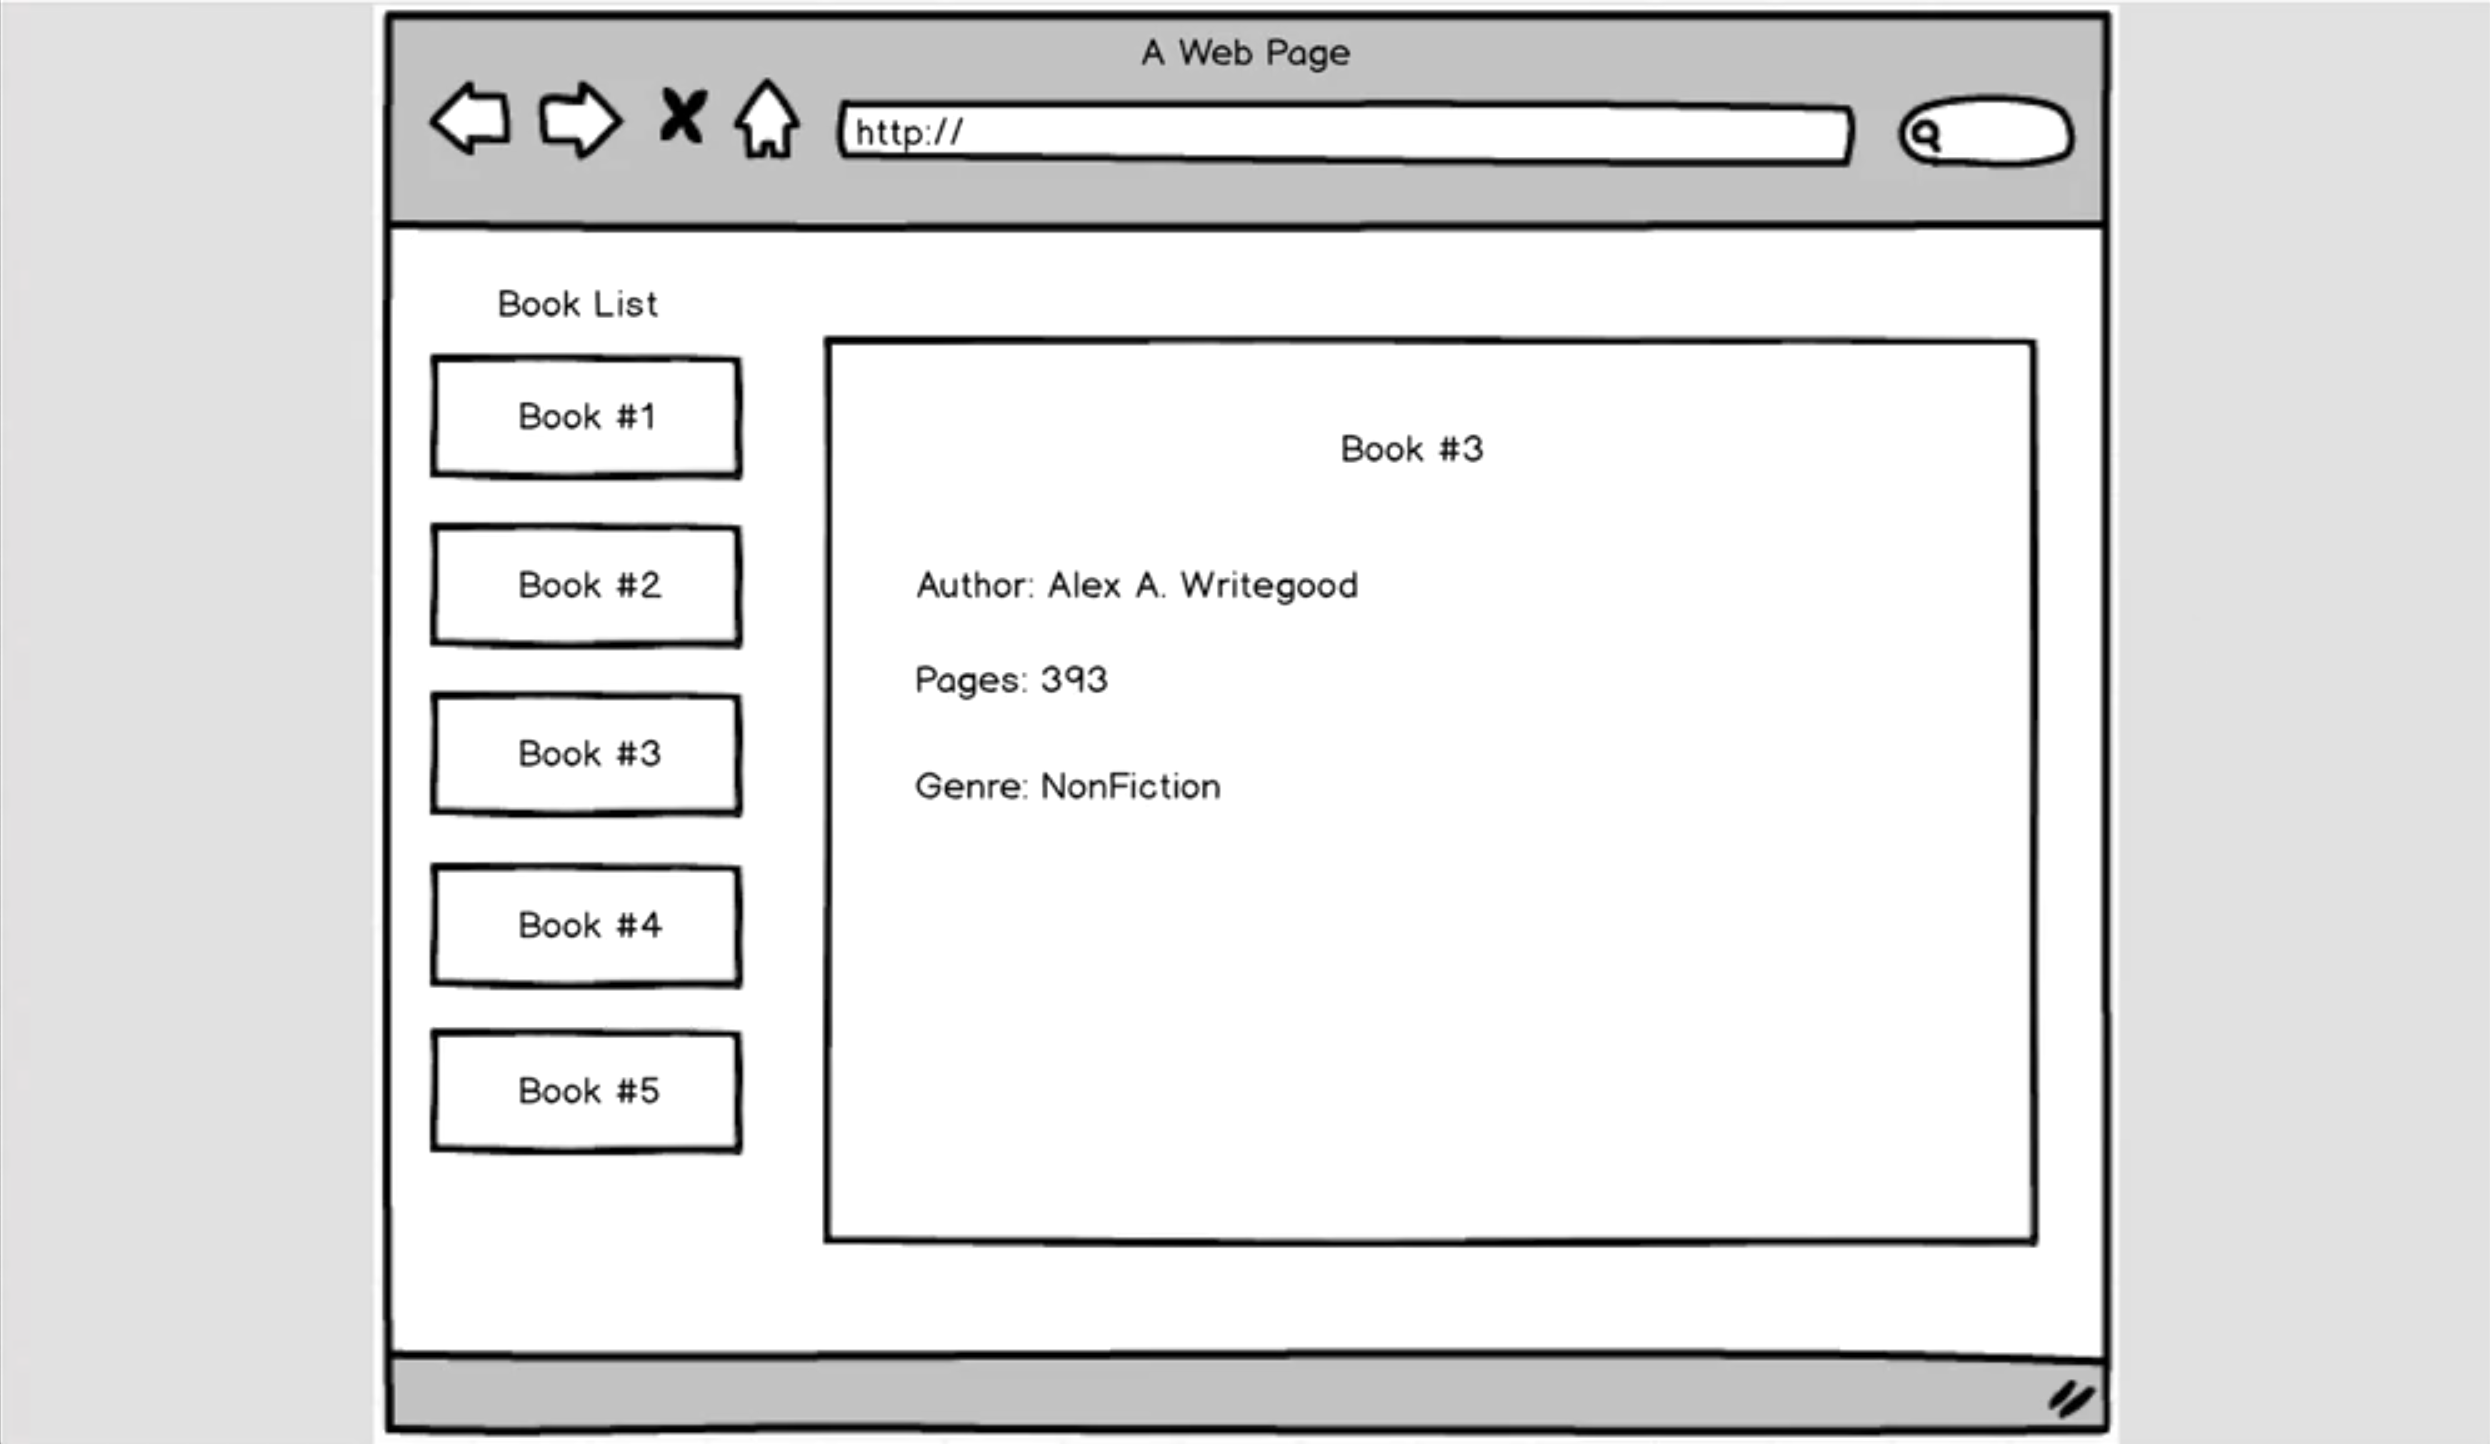 A Web Page
http://
Book List
Book #1
Book #2
Book #3
Book #4
Book #5
Book #3
Author: Alex A. Writegood
Pages: 393
Genre: NonFiction